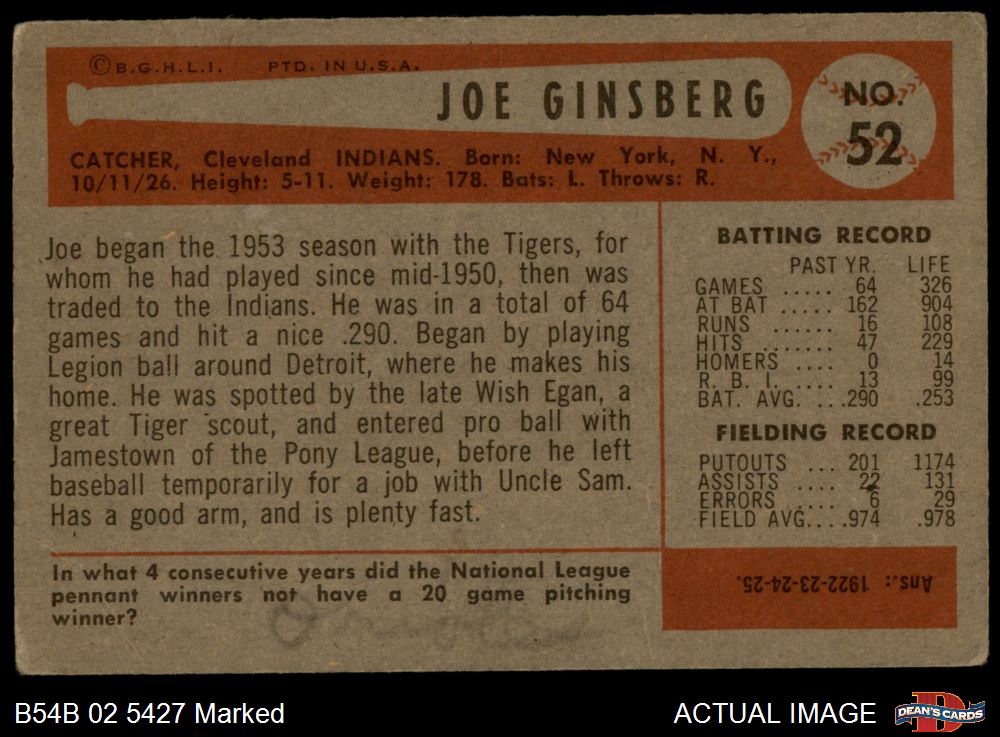 ©B.G.H.L.I. PTD. IN U.S.A.
JOE GINSBERG
NO.
52
CATCHER, Cleveland INDIANS. Born: New York, N. Y.,
10/11/26. Height: 5-11. Weight: 178. Bats: L. Throws: R.
Joe began the 1953 season with the Tigers, for
whom he had played since mid-1950, then was
traded to the Indians. He was in a total of 64
games and hit a nice .290. Began by playing
Legion ball around Detroit, where he makes his
home. He was spotted by the late Wish Egan, a
great Tiger scout, and entered pro ball with
Jamestown of the Pony League, before he left
baseball temporarily for a job with Uncle Sam.
Has a good arm, and is plenty fast.
BATTING RECORD
PAST YR. LIFE
GAMES ..... 64 326
AT BAT ..... 162 904
RUNS ...... 16 108
HITS ....... 47 229
HOMERS .... 0 14
R. B. I. .... 13 99
BAT. AVG. ...290 .253
FIELDING RECORD
PUTOUTS ... 201 1174
ASSISTS .... 22 131
ERRORS .... 6 29
FIELD AVG....974 .978
In what 4 consecutive years did the National League
pennant winners not have a 20 game pitching
winner?
Ans.: 1922-23-24-25.
B54B 02 5427 Marked
ACTUAL IMAGE
DEAN'S CARDS